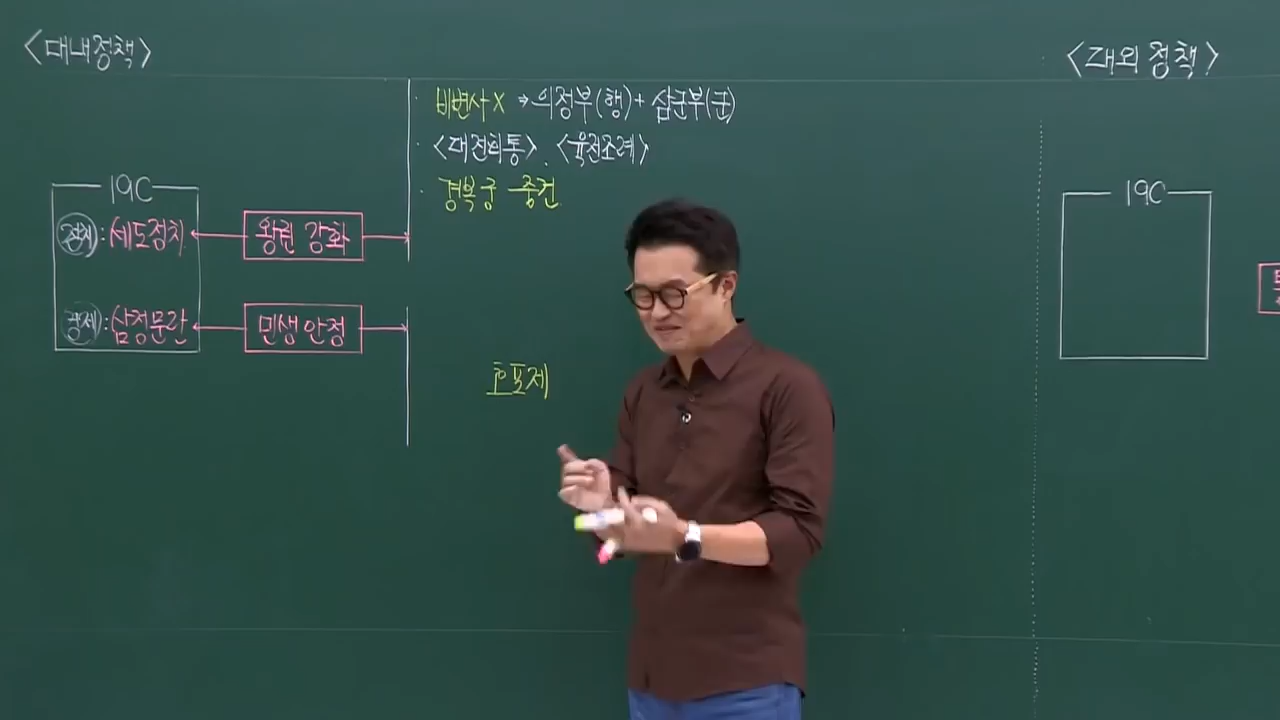 <대내정책>
비변사 X → 의정부(행) + 삼군부(군)
· <대전회통>, <육전조례>
· 경복궁 중건
19C
정치 : 세도정치
왕권 강화
경제 : 삼정문란
민생안정
호포제
<대외정책>
19C